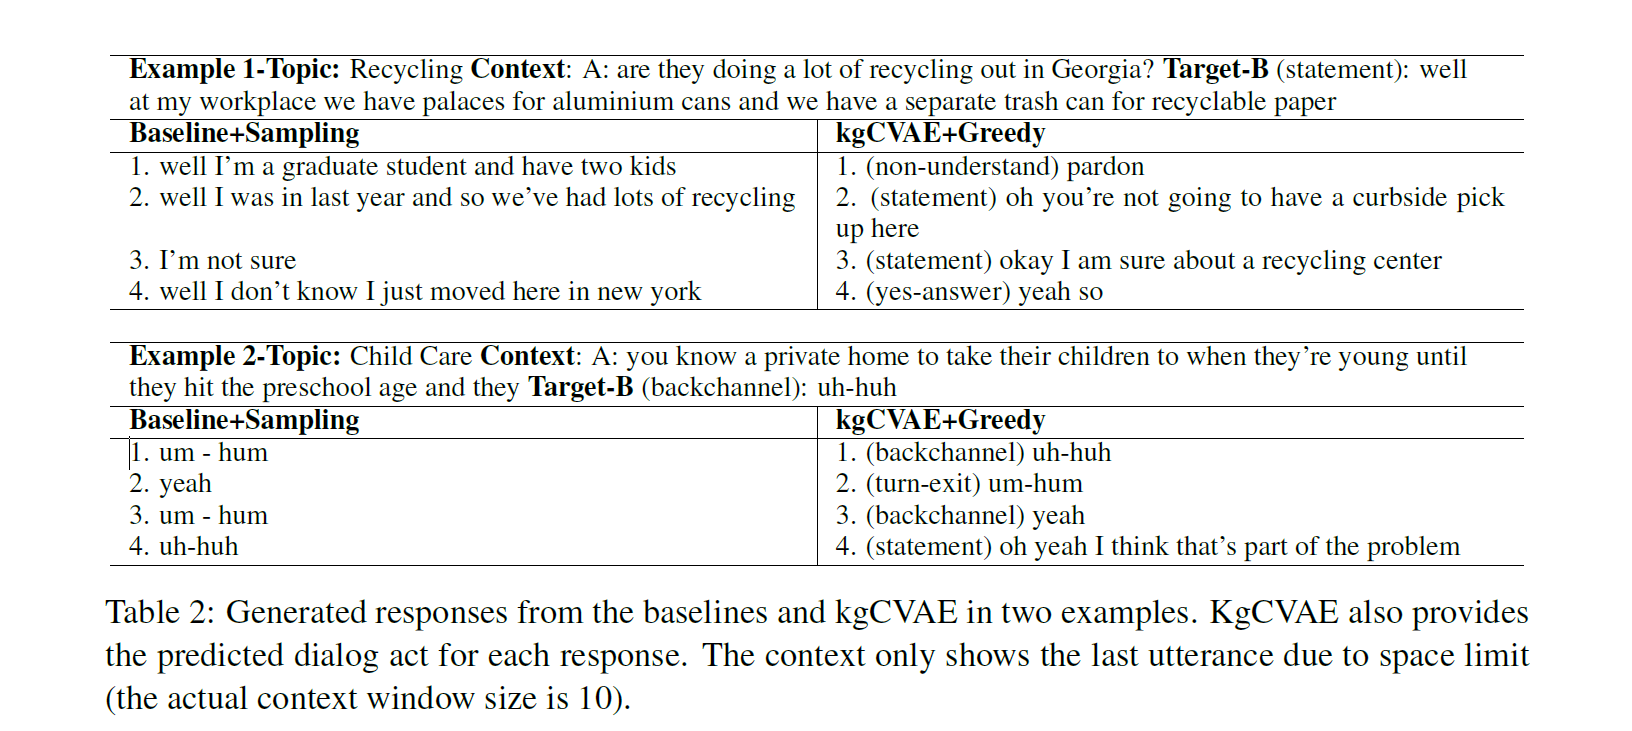 Example 1-Topic: Recycling Context: A: are they doing a lot of recycling out in Georgia? Target-B (statement): well
at my workplace we have palaces for aluminium cans and we have a separate trash can for recyclable paper
Baseline+Sampling
kgCVAE+Greedy
1. well I'm a graduate student and have two kids
1. (non-understand) pardon
2. well I was in last year and so we've had lots of recycling
2. (statement) oh you're not going to have a curbside pick
up here
3. I'm not sure
3. (statement) okay I am sure about a recycling center
4. well I don't know I just moved here in new york
4. (yes-answer) yeah so
Example 2-Topic: Child Care Context: A: you know a private home to take their children to when they're young until
they hit the preschool age and they Target-B (backchannel): uh-huh
Baseline+Sampling
kgCVAE+Greedy
1. um - hum
1. (backchannel) uh-huh
2. yeah
2. (turn-exit) um-hum
3. um - hum
3. (backchannel) yeah
4. uh-huh
4. (statement) oh yeah I think that's part of the problem
Table 2: Generated responses from the baselines and kgCVAE in two examples. KgCVAE also provides
the predicted dialog act for each response. The context only shows the last utterance due to space limit
(the actual context window size is 10).